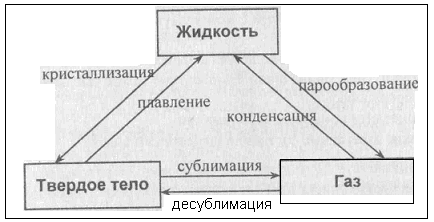 Жидкость
кристаллизация
парообразование
плавление
конденсация
сублимация
Твердое тело
Газ
десублимация